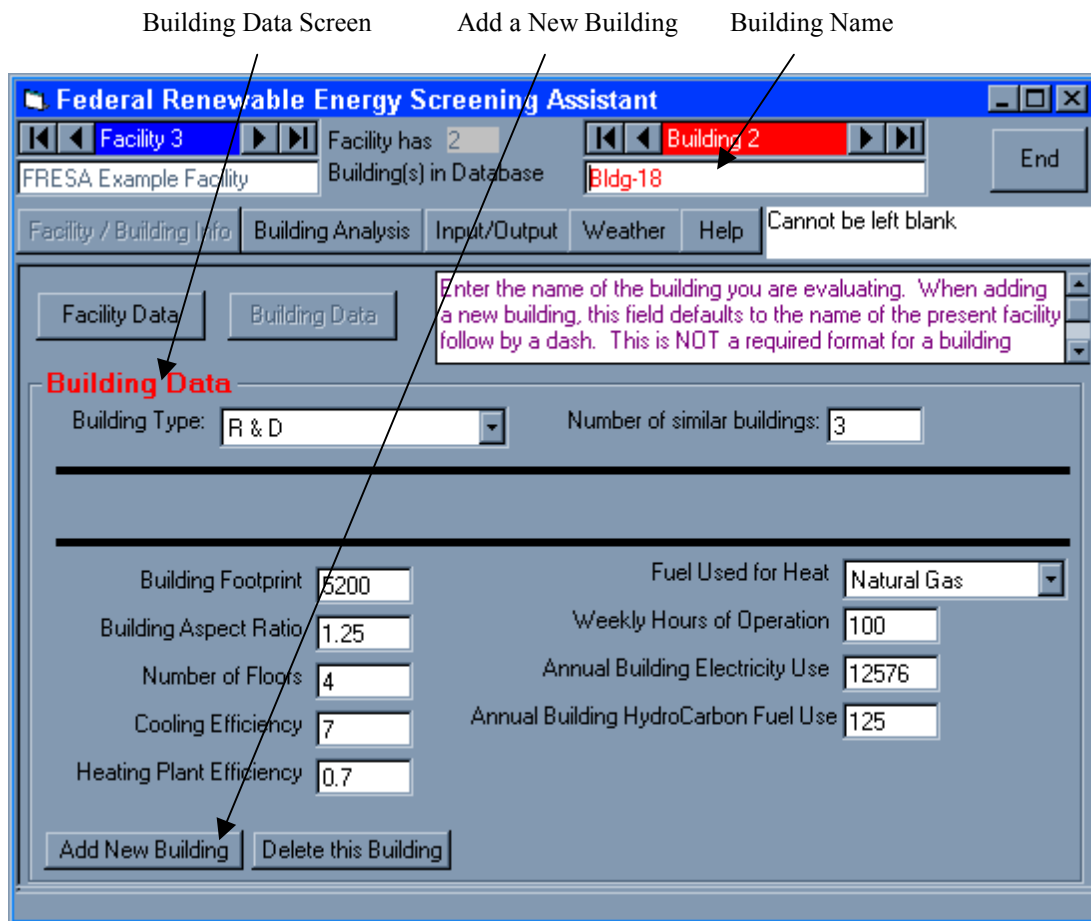 Building Data Screen Add a New Building Building Name
Federal Renewable Energy Screening Assistant
Facility 3 Facility has 2 Building 2 End
FRESA Example Facility Building(s) in Database Bldg-18
Facility / Building Info Building Analysis Input/Output Weather Help Cannot be left blank
Facility Data Building Data
Enter the name of the building you are evaluating. When adding
a new building, this field defaults to the name of the present facility
follow by a dash. This is NOT a required format for a building
Building Data
Building Type: R & D Number of similar buildings: 3
Building Footprint 5200 Fuel Used for Heat Natural Gas
Building Aspect Ratio 1.25 Weekly Hours of Operation 100
Number of Floors 4 Annual Building Electricity Use 12576
Cooling Efficiency 7 Annual Building HydroCarbon Fuel Use 125
Heating Plant Efficiency 0.7
Add New Building Delete this Building